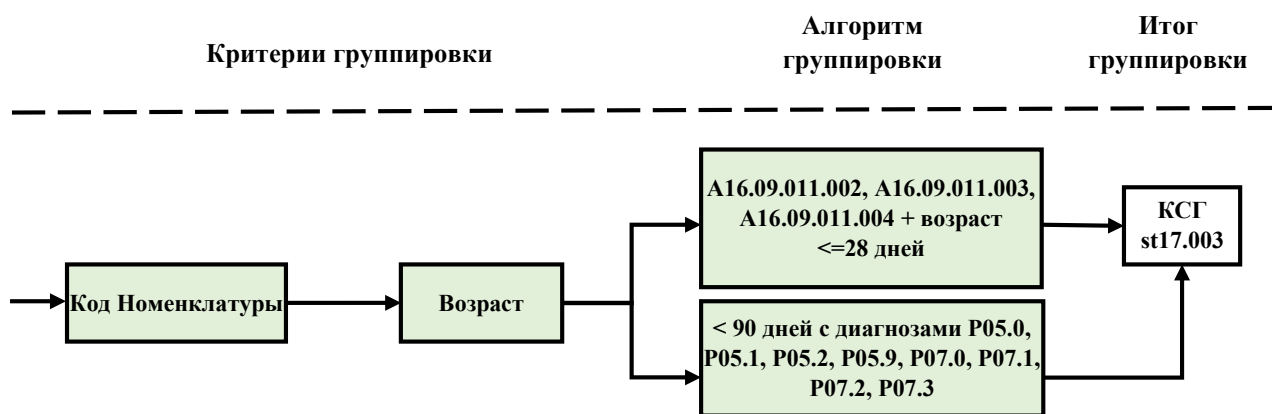 Критерии группировки
Алгоритм
группировки
Итог
группировки
A16.09.011.002, A16.09.011.003,
A16.09.011.004 + возраст
<=28 дней
КСГ
st17.003
Код Номенклатуры
Возраст
< 90 дней с диагнозами P05.0,
P05.1, P05.2, P05.9, P07.0, P07.1,
P07.2, P07.3